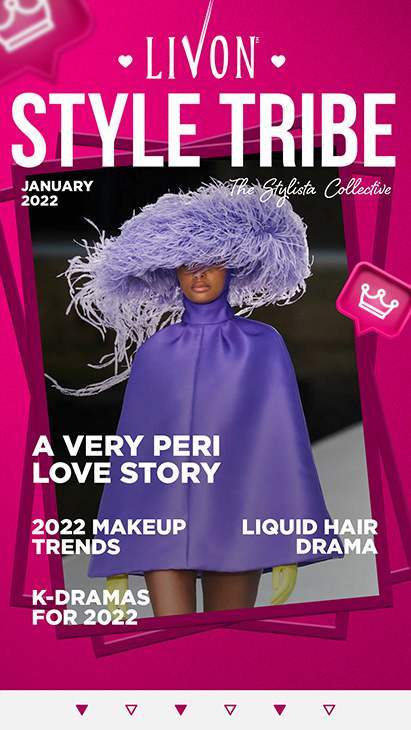 LIVON
STYLE TRIBE
JANUARY
2022
The Stylista Collective
A VERY PERI
LOVE STORY
2022 MAKEUP
TRENDS
LIQUID HAIR
DRAMA
K-DRAMAS
FOR 2022